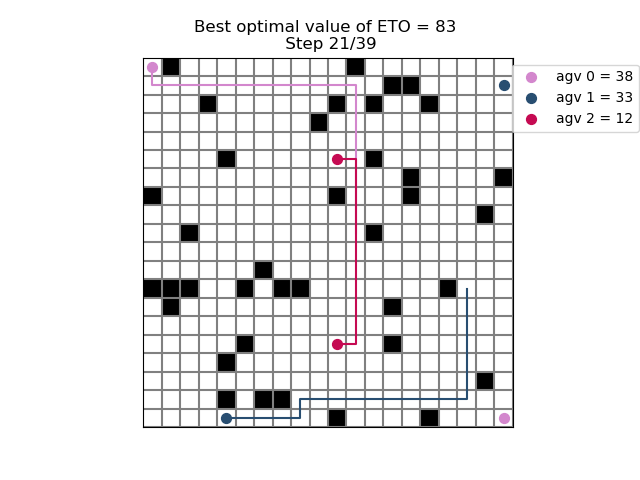 Best optimal value of ETO = 83
Step 21/39
agv 0 = 38
agv 1 = 33
agv 2 = 12